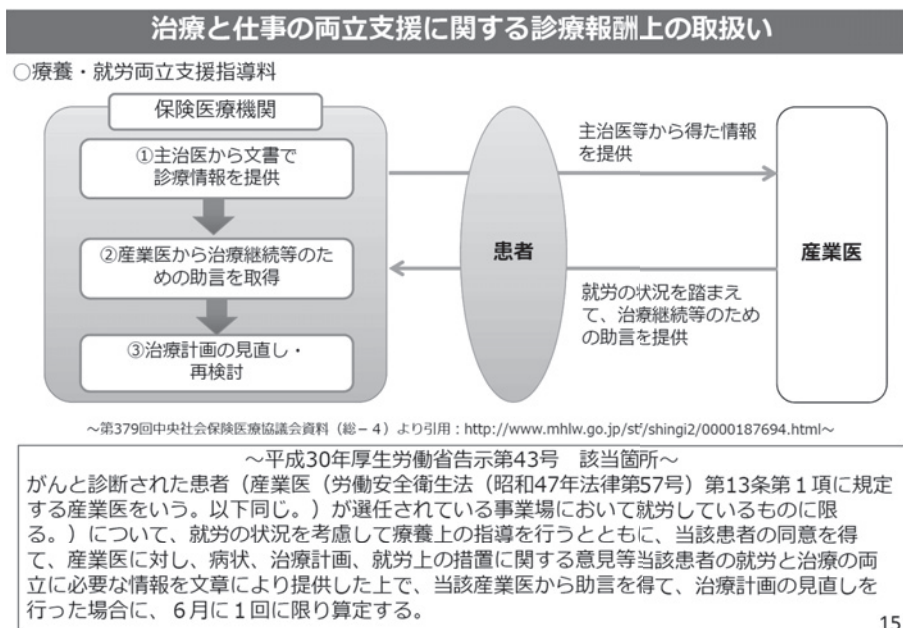 治療と仕事の両立支援に関する診療報酬上の取扱い
○療養・就労両立支援指導料
保険医療機関
①主治医から文書で
診療情報を提供
②産業医から治療継続等のた
めの助言を取得
③治療計画の見直し・
再検討
患者
主治医等から得た情報
を提供
就労の状況を踏まえ
て、治療継続等のため
の助言を提供
産業医
～第379回中央社会保険医療協議会資料（総－４）より引用：http://www.mhlw.go.jp/stf/shingi2/0000187694.html～
～平成30年厚生労働省告示第43号　該当箇所～
がんと診断された患者（産業医（労働安全衛生法（昭和47年法律第57号）第13条第１項に規定
する産業医をいう。以下同じ。）が選任されている事業場において就労しているものに限
る。）について、就労の状況を考慮して療養上の指導を行うとともに、当該患者の同意を得
て、産業医に対し、病状、治療計画、就労上の措置に関する意見等当該患者の就労と治療の両
立に必要な情報を文章により提供した上で、当該産業医から助言を得て、治療計画の見直しを
行った場合に、６月に１回に限り算定する。
15